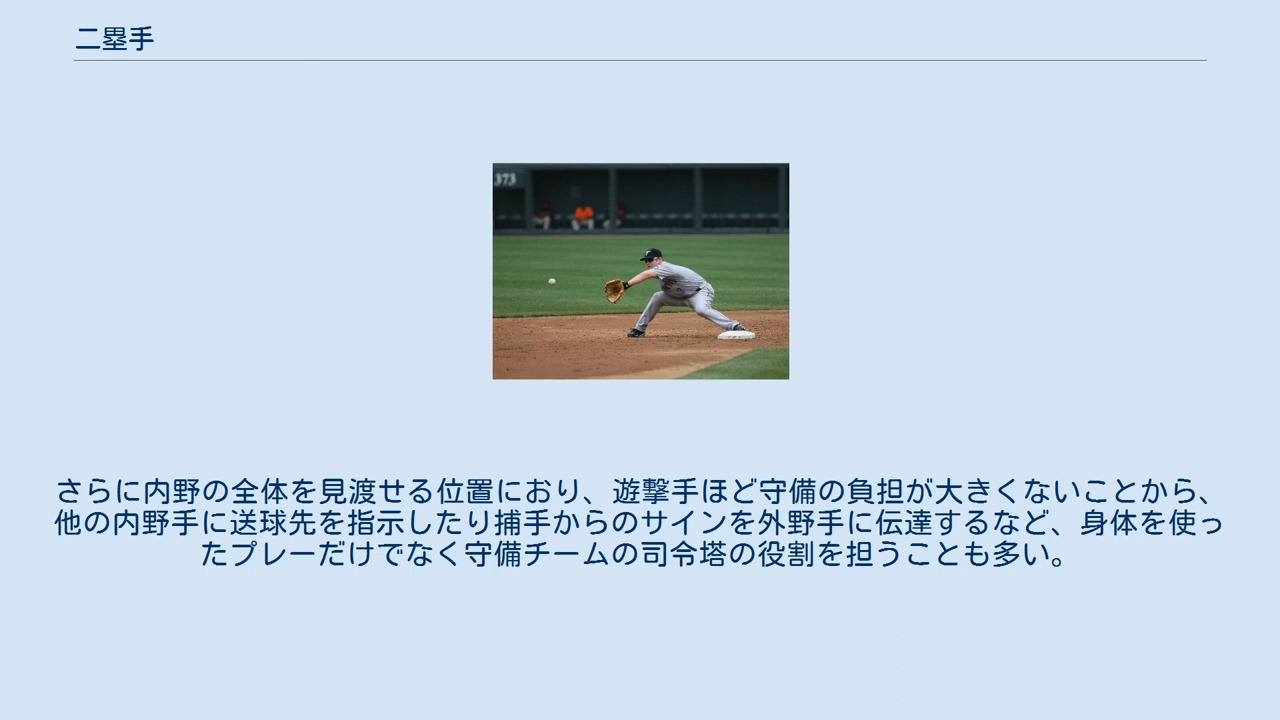 二塁手
373
さらに内野の全体を見渡せる位置におり、遊撃手ほど守備の負担が大きくないことから、
他の内野手に送球先を指示したり捕手からのサインを外野手に伝達するなど、身体を使っ
たプレーだけでなく守備チームの司令塔の役割を担うことも多い。